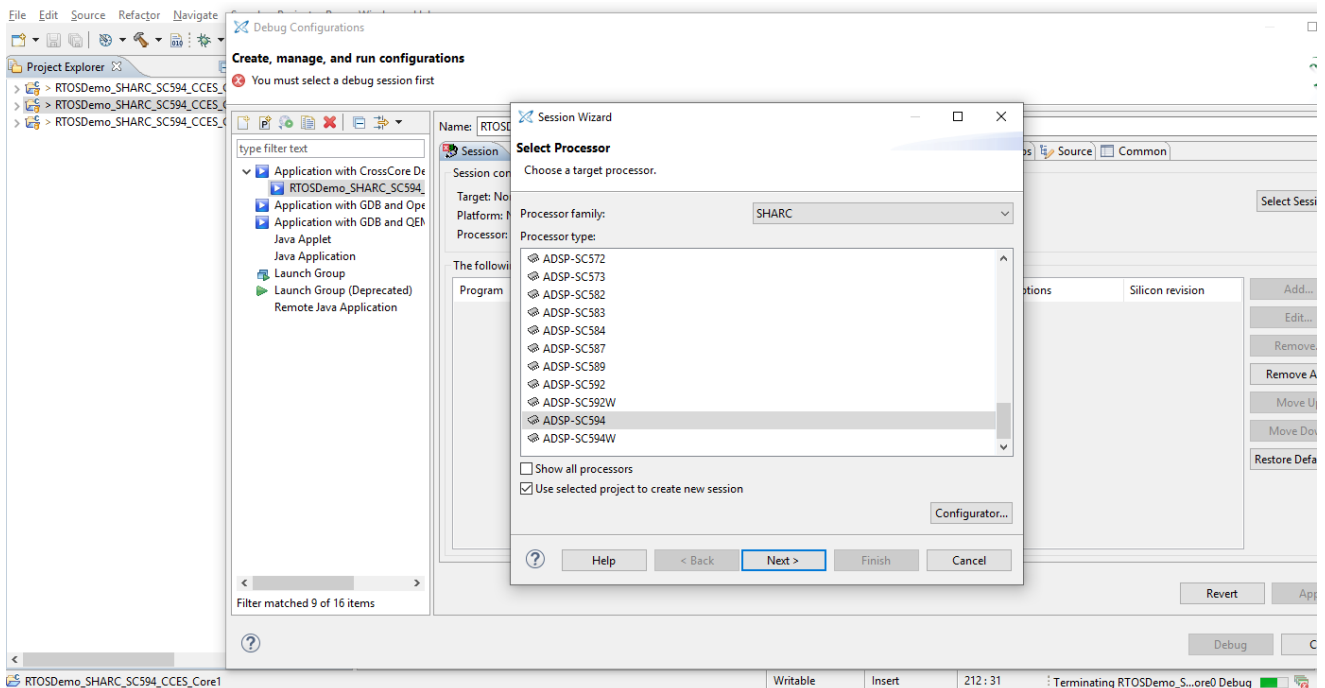 File Edit Source Refactor Navigate
Project Explorer
> RTOSDemo_SHARC_SC594_CCES_
> RTOSDemo_SHARC_SC594_CCES_
> RTOSDemo_SHARC_SC594_CCES_
Debug Configurations
Create, manage, and run configurations
You must select a debug session first
type filter text
Application with CrossCore De
RTOSDemo_SHARC_SC594_
Application with GDB and Ope
Application with GDB and QEM
Java Applet
Java Application
Launch Group
Launch Group (Deprecated)
Remote Java Application
Filter matched 9 of 16 items
Name: RTOSD
Session
Source
Common
Session con
Target: No
Platform: N
Processor:
Select Sessi
The followi
Program
ptions
Silicon revision
Add...
Edit...
Remove.
Remove A
Move Up
Move Dov
Restore Defa
Session Wizard
Select Processor
Choose a target processor.
Processor family:
SHARC
Processor type:
ADSP-SC572
ADSP-SC573
ADSP-SC582
ADSP-SC583
ADSP-SC584
ADSP-SC587
ADSP-SC589
ADSP-SC592
ADSP-SC592W
ADSP-SC594
ADSP-SC594W
Show all processors
Use selected project to create new session
Configurator...
Help
< Back
Next >
Finish
Cancel
Revert
App
Debug
C
RTOSDemo_SHARC_SC594_CCES_Core1
Writable
Insert
212 : 31
Terminating RTOSDemo_S...ore0 Debug